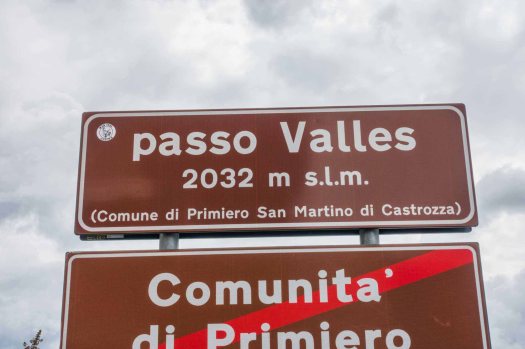 passo Valles
2032 m s.l.m.
(Comune di Primiero San Martino di Castrozza)
Comunita'
di Primiero